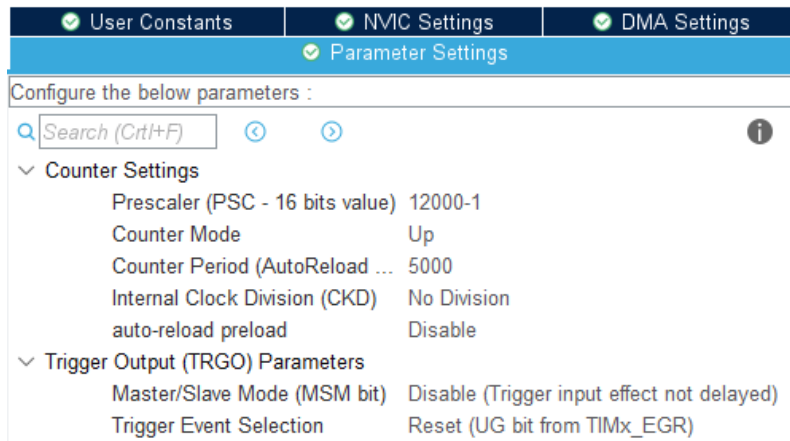 User Constants NVIC Settings DMA Settings
Parameter Settings
Configure the below parameters :
Search (Crtl+F)
Counter Settings
Prescaler (PSC - 16 bits value) 12000-1
Counter Mode Up
Counter Period (AutoReload ... 5000
Internal Clock Division (CKD) No Division
auto-reload preload Disable
Trigger Output (TRGO) Parameters
Master/Slave Mode (MSM bit) Disable (Trigger input effect not delayed)
Trigger Event Selection Reset (UG bit from TIMx_EGR)